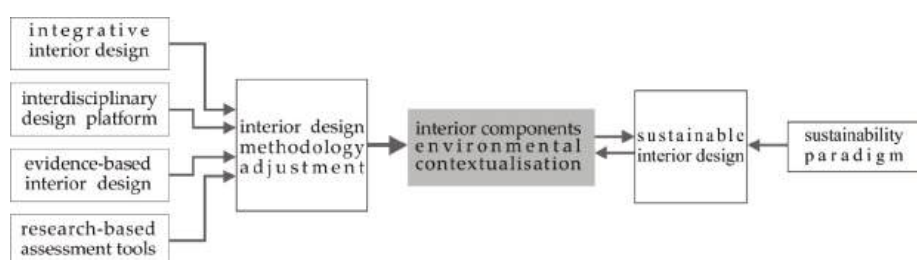 integrative
interior design
interdisciplinary
design platform
evidence-based
interior design
research-based
assessment tools
interior design
methodology
adjustment
interior components
environmental
contextualisation
sustainable
interior design
sustainability
paradigm